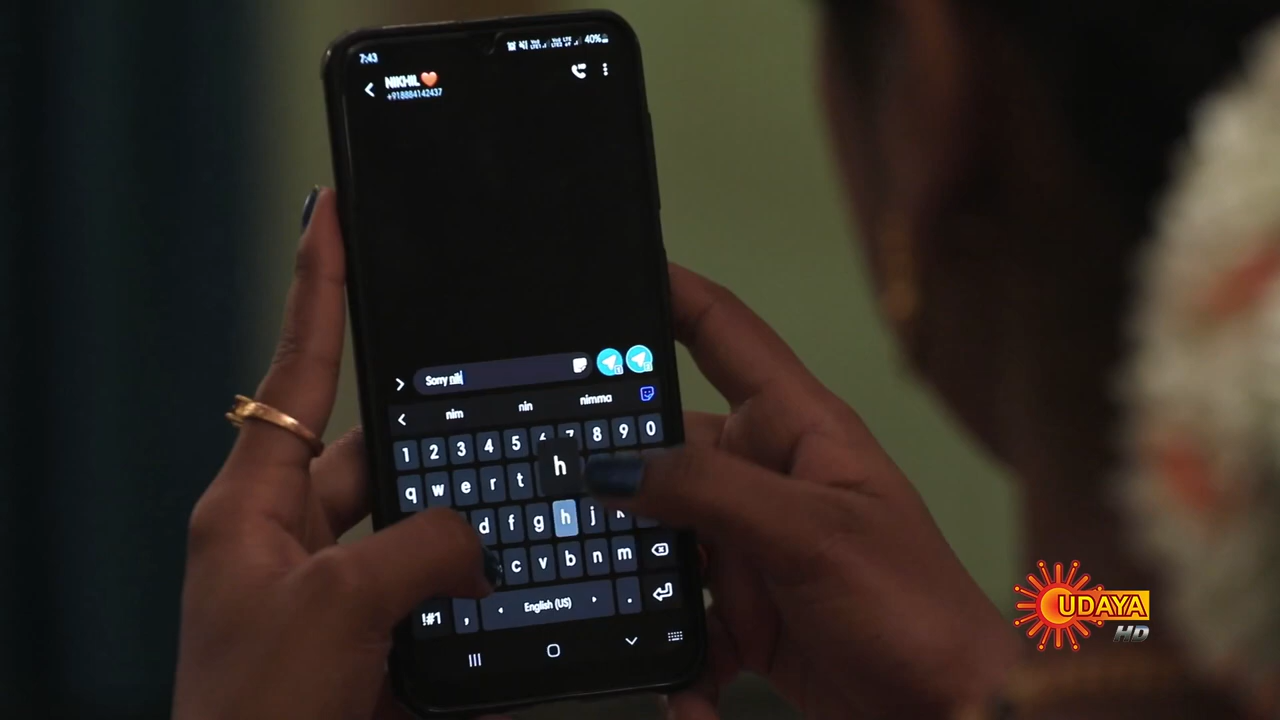 7:43
40%
NIKHIL❤️
+918884142437
Sorry nik
nim nin nimma
1 2 3 4 5 6 7 8 9 0
q w e r t
h
d f g h j k
c v b n m
!#1 , English (US) .
UDAYA
HD